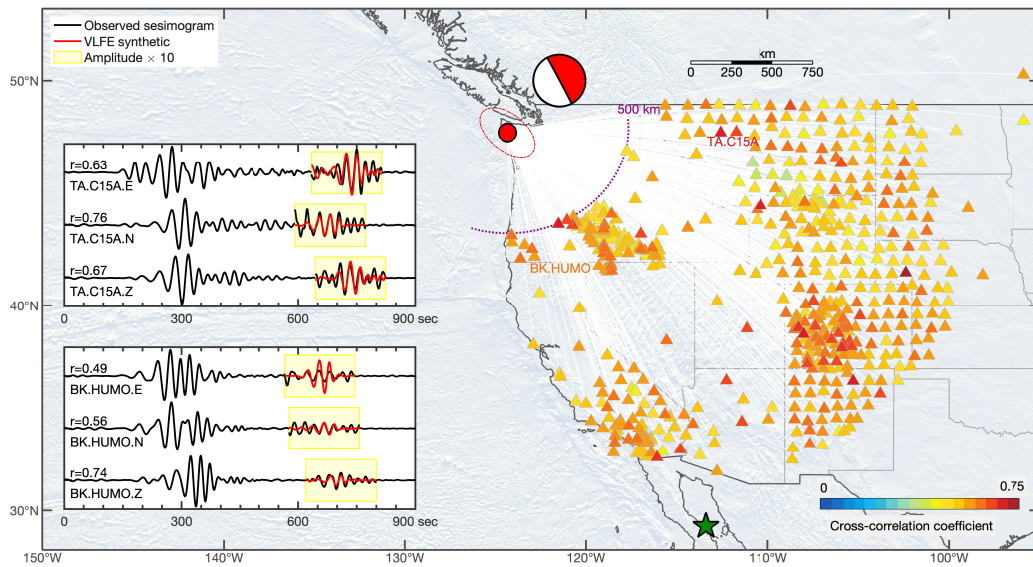 Observed sesimogram
VLFE synthetic
Amplitude × 10
km
0 250 500 750
50°N
40°N
30°N
500 km
TA.C15A
BK.HUMO
r=0.63
TA.C15A.E
r=0.76
TA.C15A.N
r=0.67
TA.C15A.Z
0 300 600 900 sec
r=0.49
BK.HUMO.E
r=0.56
BK.HUMO.N
r=0.74
BK.HUMO.Z
0 300 600 900 sec
0 0.75
Cross-correlation coefficient
150°W 140°W 130°W 120°W 110°W 100°W